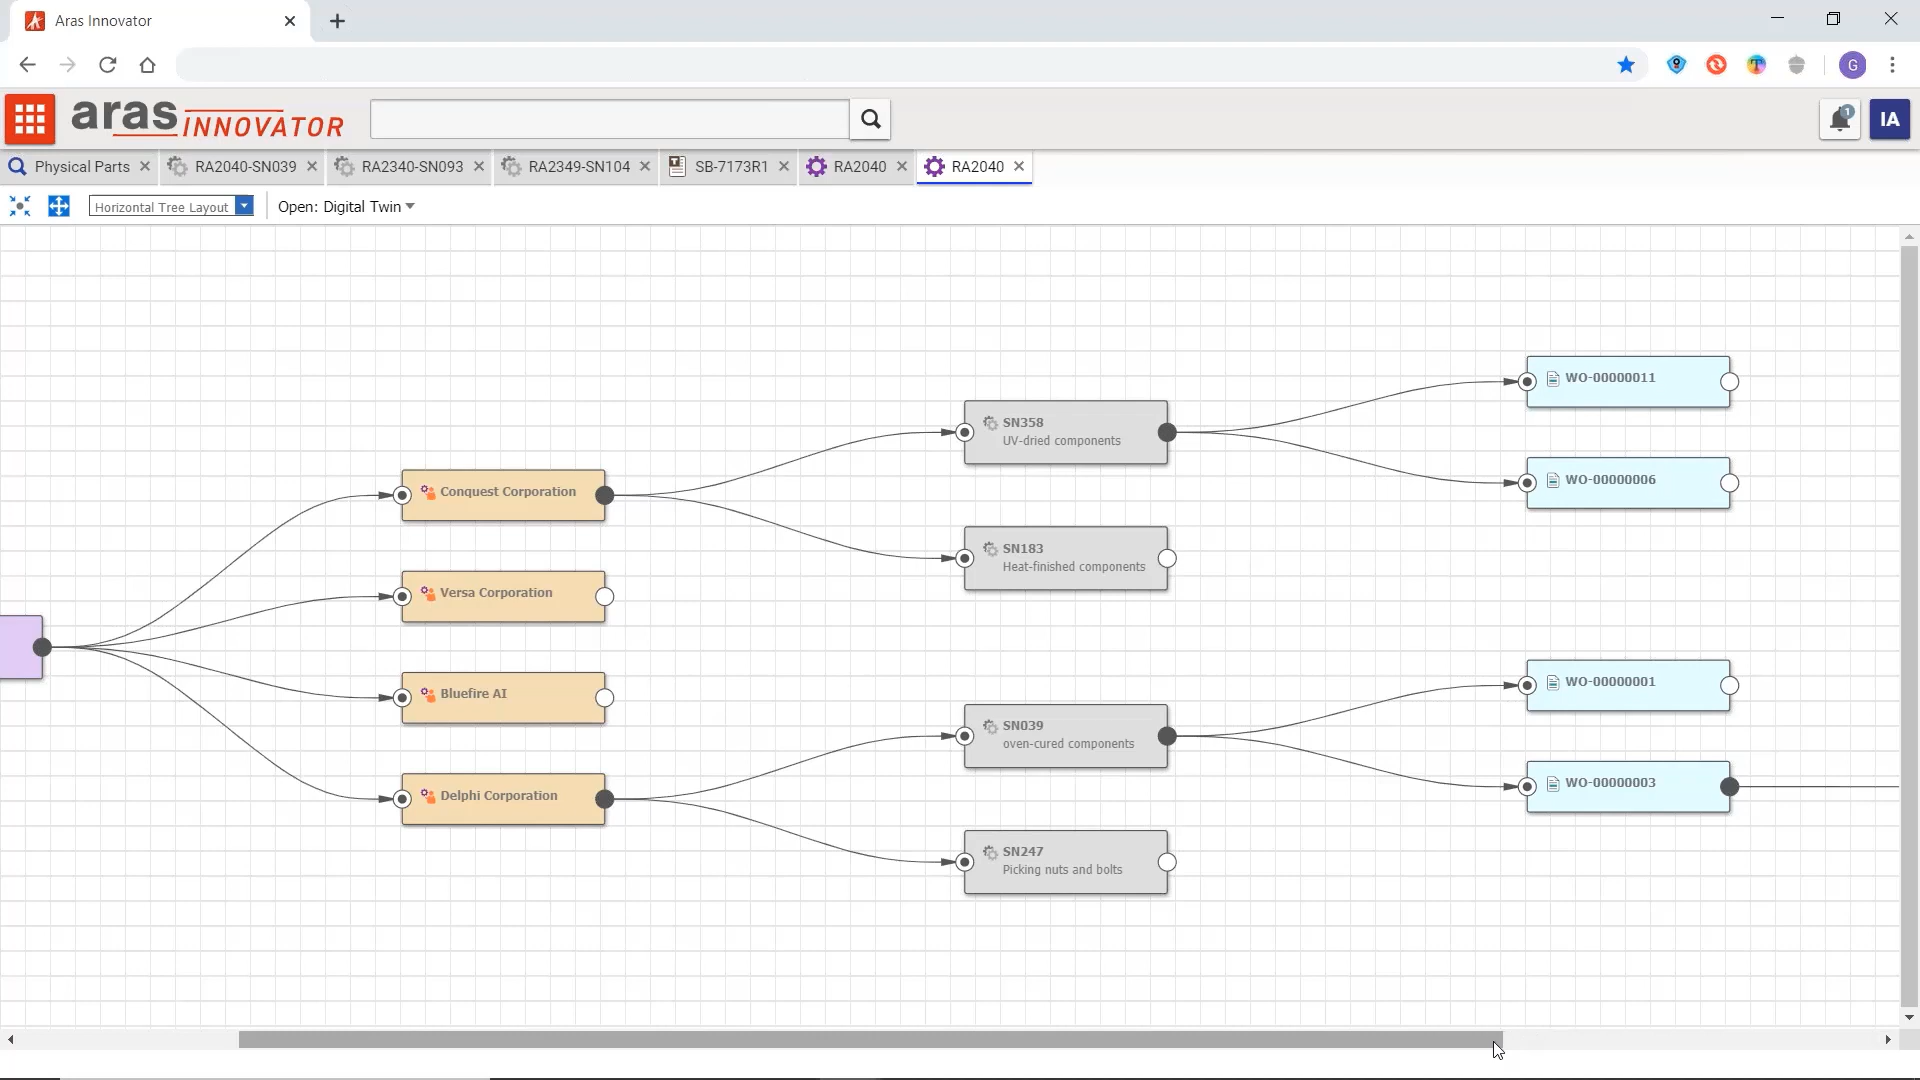 Aras Innovator
G
aras INNOVATOR
1
IA
Physical Parts
RA2040-SN039
RA2340-SN093
RA2349-SN104
SB-7173R1
RA2040
RA2040
Horizontal Tree Layout
Open: Digital Twin
WO-00000011
SN358
UV-dried components
WO-00000006
Conquest Corporation
SN183
Heat-finished components
Versa Corporation
WO-00000001
Bluefire AI
SN039
oven-cured components
WO-00000003
Delphi Corporation
SN247
Picking nuts and bolts